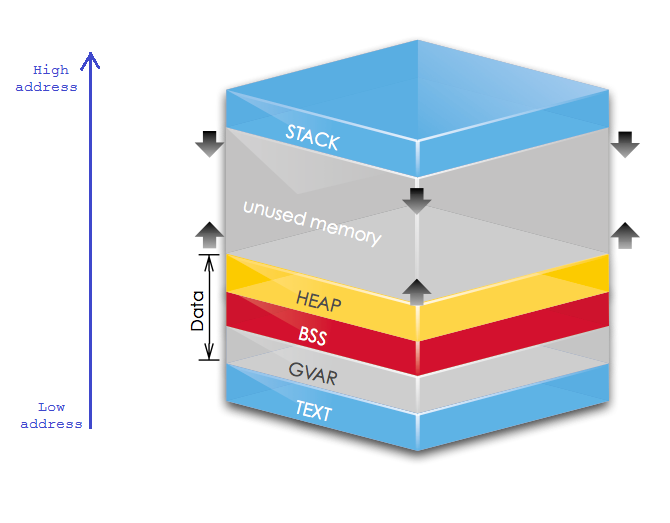 High
address
STACK
unused memory
HEAP
Data
BSS
GVAR
TEXT
Low
address